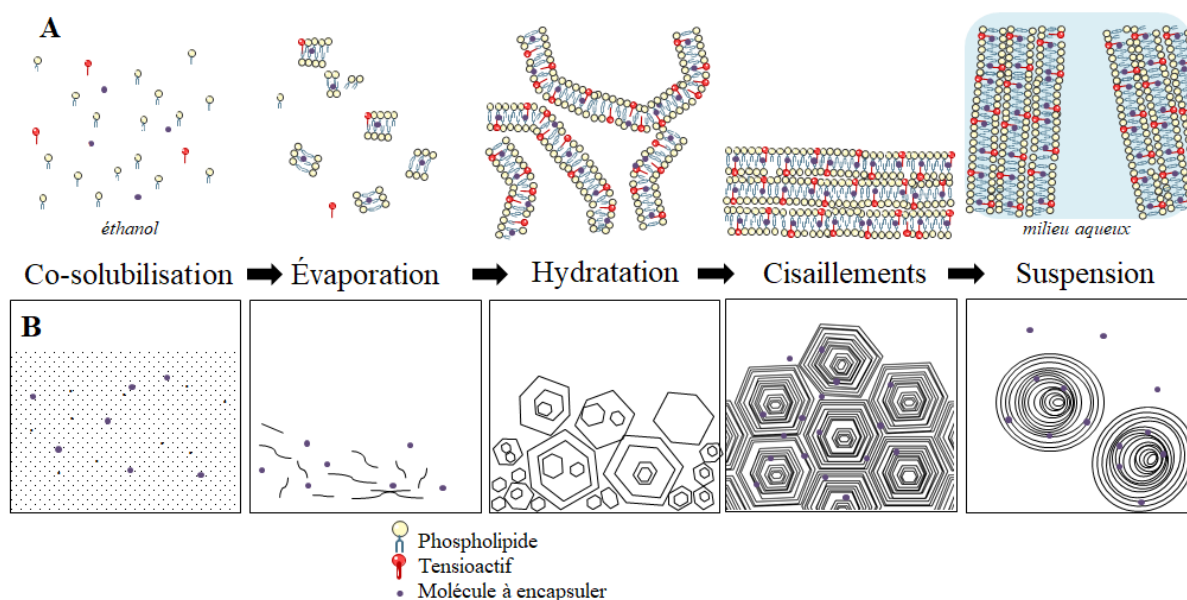 A
éthanol
milieu aqueux
Co-solubilisation Évaporation Hydratation Cisaillements Suspension
B
Phospholipide
Tensioactif
Molécule à encapsuler